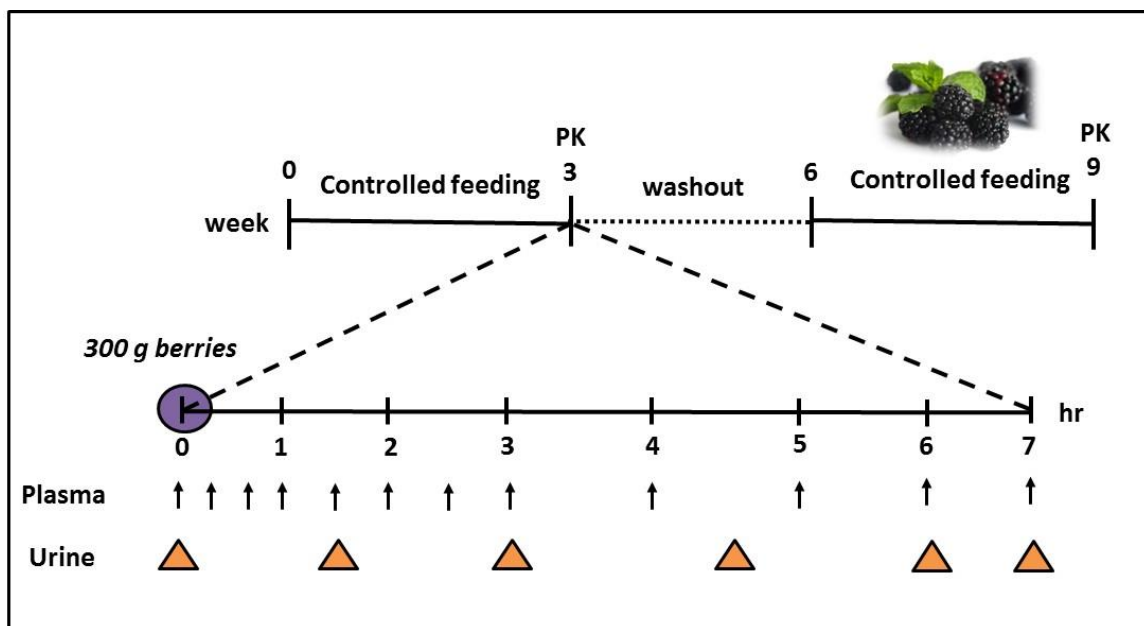 PK PK
0 Controlled feeding 3 washout 6 Controlled feeding 9
week
300 g berries
hr
0 1 2 3 4 5 6 7
Plasma
Urine